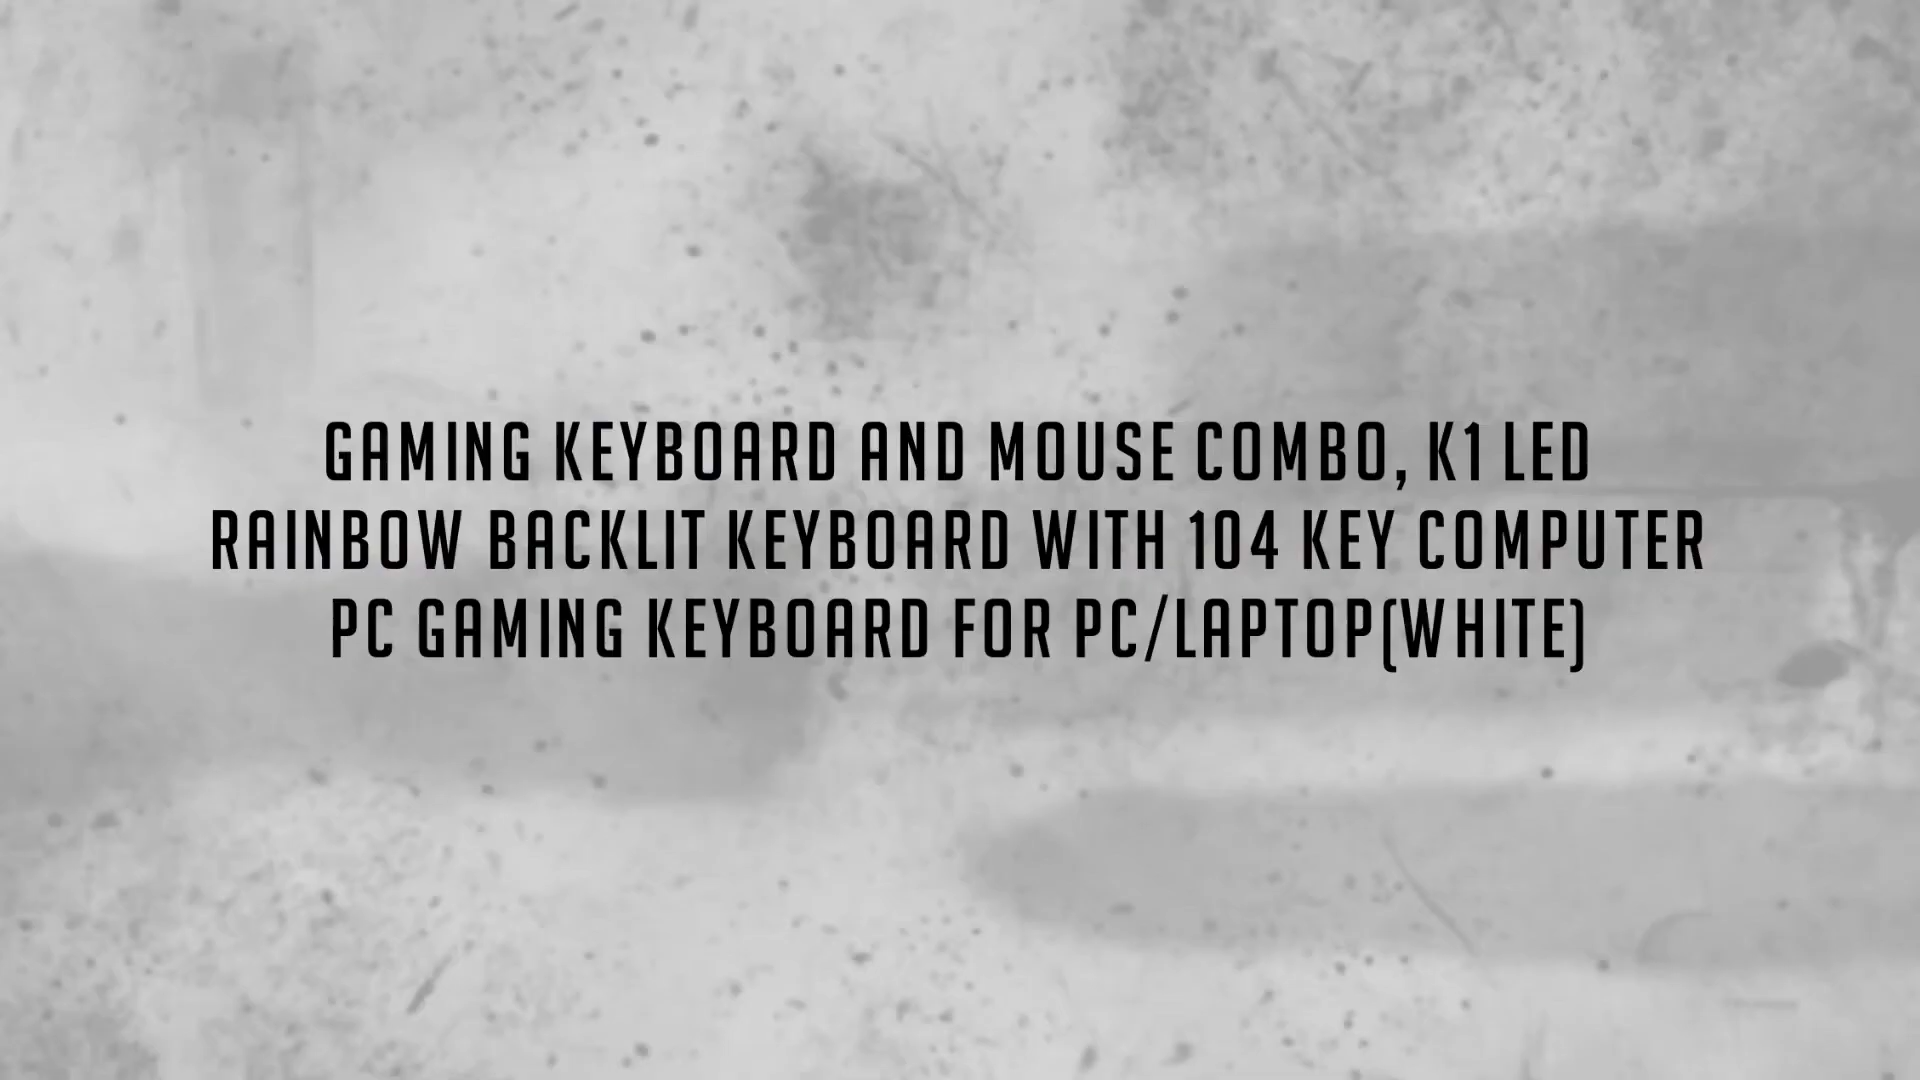 GAMING KEYBOARD AND MOUSE COMBO, K1 LED
RAINBOW BACKLIT KEYBOARD WITH 104 KEY COMPUTER
PC GAMING KEYBOARD FOR PC/LAPTOP(WHITE)